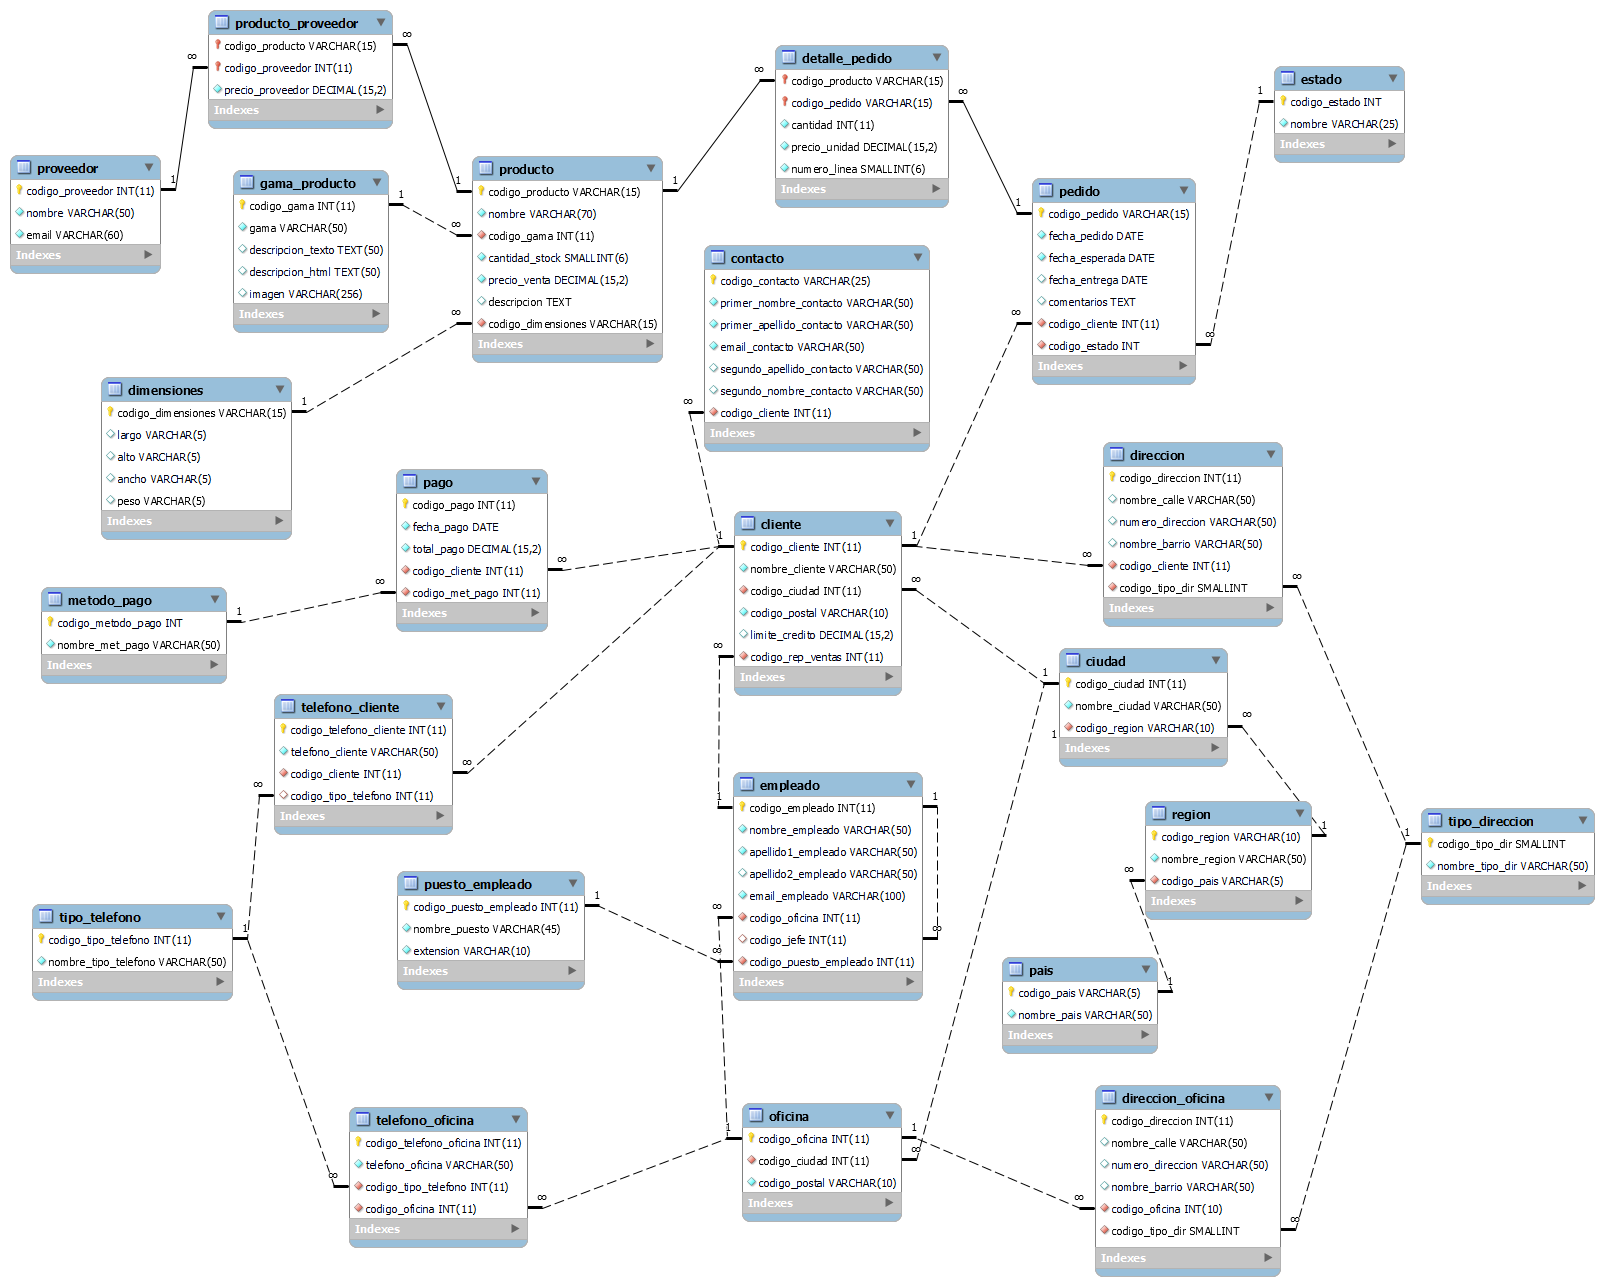 producto_proveedor
codigo_producto VARCHAR(15)
codigo_proveedor INT(11)
precio_proveedor DECIMAL(15,2)
Indexes
proveedor
codigo_proveedor INT(11)
nombre VARCHAR(50)
email VARCHAR(60)
Indexes
gama_producto
codigo_gama INT(11)
gama VARCHAR(50)
descripcion_texto TEXT(50)
descripcion_html TEXT(50)
imagen VARCHAR(256)
Indexes
producto
codigo_producto VARCHAR(15)
nombre VARCHAR(70)
codigo_gama INT(11)
cantidad_stock SMALLINT(6)
precio_venta DECIMAL(15,2)
descripcion TEXT
codigo_dimensiones VARCHAR(15)
Indexes
detalle_pedido
codigo_producto VARCHAR(15)
codigo_pedido VARCHAR(15)
cantidad INT(11)
precio_unidad DECIMAL(15,2)
numero_linea SMALLINT(6)
Indexes
estado
codigo_estado INT
nombre VARCHAR(25)
Indexes
pedido
codigo_pedido VARCHAR(15)
fecha_pedido DATE
fecha_esperada DATE
fecha_entrega DATE
comentarios TEXT
codigo_cliente INT(11)
codigo_estado INT
Indexes
contacto
codigo_contacto VARCHAR(25)
primer_nombre_contacto VARCHAR(50)
primer_apellido_contacto VARCHAR(50)
email_contacto VARCHAR(50)
segundo_apellido_contacto VARCHAR(50)
segundo_nombre_contacto VARCHAR(50)
codigo_cliente INT(11)
Indexes
dimensiones
codigo_dimensiones VARCHAR(15)
largo VARCHAR(5)
alto VARCHAR(5)
ancho VARCHAR(5)
peso VARCHAR(5)
Indexes
pago
codigo_pago INT(11)
fecha_pago DATE
total_pago DECIMAL(15,2)
codigo_cliente INT(11)
codigo_met_pago INT(11)
Indexes
cliente
codigo_cliente INT(11)
nombre_cliente VARCHAR(50)
codigo_ciudad INT(11)
codigo_postal VARCHAR(10)
limite_credito DECIMAL(15,2)
codigo_rep_ventas INT(11)
Indexes
direccion
codigo_direccion INT(11)
nombre_calle VARCHAR(50)
numero_direccion VARCHAR(50)
nombre_barrio VARCHAR(50)
codigo_cliente INT(11)
codigo_tipo_dir SMALLINT
Indexes
metodo_pago
codigo_metodo_pago INT
nombre_met_pago VARCHAR(50)
Indexes
telefono_cliente
codigo_telefono_cliente INT(11)
telefono_cliente VARCHAR(50)
codigo_cliente INT(11)
codigo_tipo_telefono INT(11)
Indexes
ciudad
codigo_ciudad INT(11)
nombre_ciudad VARCHAR(50)
codigo_region VARCHAR(10)
Indexes
empleado
codigo_empleado INT(11)
nombre_empleado VARCHAR(50)
apellido1_empleado VARCHAR(50)
apellido2_empleado VARCHAR(50)
email_empleado VARCHAR(100)
codigo_oficina INT(11)
codigo_jefe INT(11)
codigo_puesto_empleado INT(11)
Indexes
region
codigo_region VARCHAR(10)
nombre_region VARCHAR(50)
codigo_pais VARCHAR(5)
Indexes
tipo_direccion
codigo_tipo_dir SMALLINT
nombre_tipo_dir VARCHAR(50)
Indexes
puesto_empleado
codigo_puesto_empleado INT(11)
nombre_puesto VARCHAR(45)
extension VARCHAR(10)
Indexes
tipo_telefono
codigo_tipo_telefono INT(11)
nombre_tipo_telefono VARCHAR(50)
Indexes
pais
codigo_pais VARCHAR(5)
nombre_pais VARCHAR(50)
Indexes
telefono_oficina
codigo_telefono_oficina INT(11)
telefono_oficina VARCHAR(50)
codigo_tipo_telefono INT(11)
codigo_oficina INT(11)
Indexes
oficina
codigo_oficina INT(11)
codigo_ciudad INT(11)
codigo_postal VARCHAR(10)
Indexes
direccion_oficina
codigo_direccion INT(11)
nombre_calle VARCHAR(50)
numero_direccion VARCHAR(50)
nombre_barrio VARCHAR(50)
codigo_oficina INT(10)
codigo_tipo_dir SMALLINT
Indexes